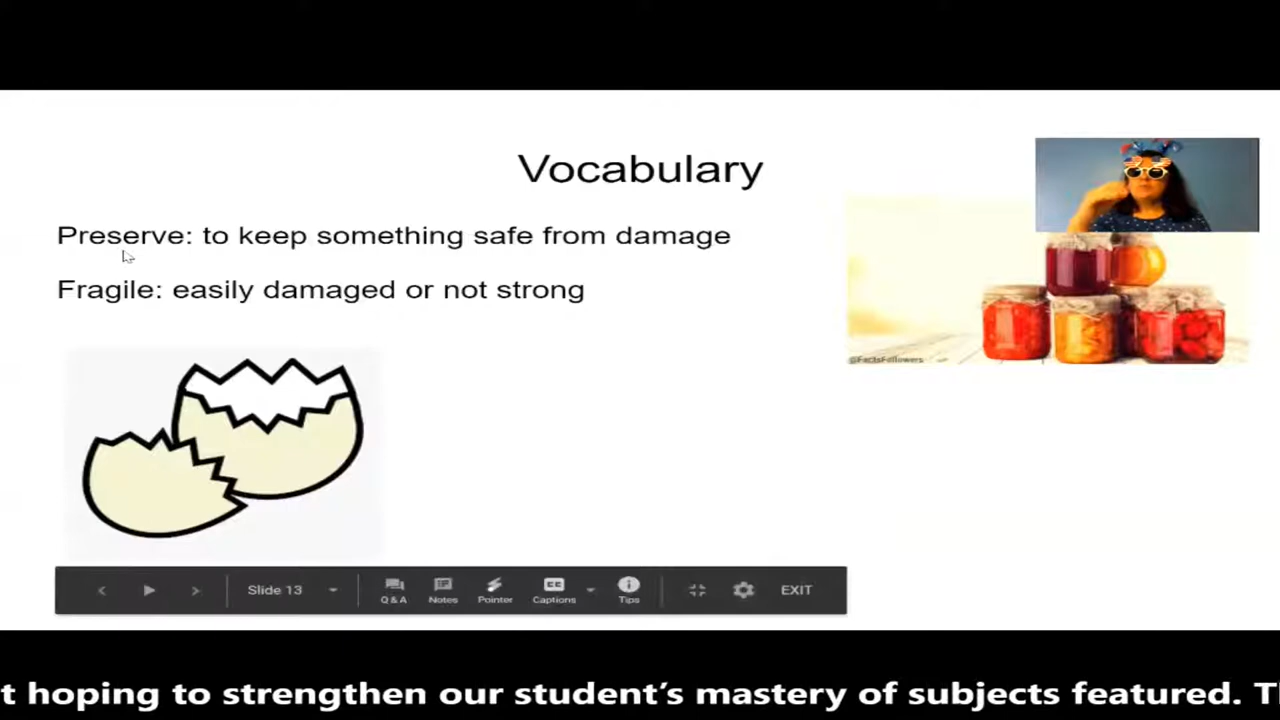 Vocabulary
Preserve: to keep something safe from damage
Fragile: easily damaged or not strong
@FactsFollowers
Slide 13
Q & A
Notes
Pointer
CC
Captions
Tips
EXIT
t hoping to strengthen our student's mastery of subjects featured. T